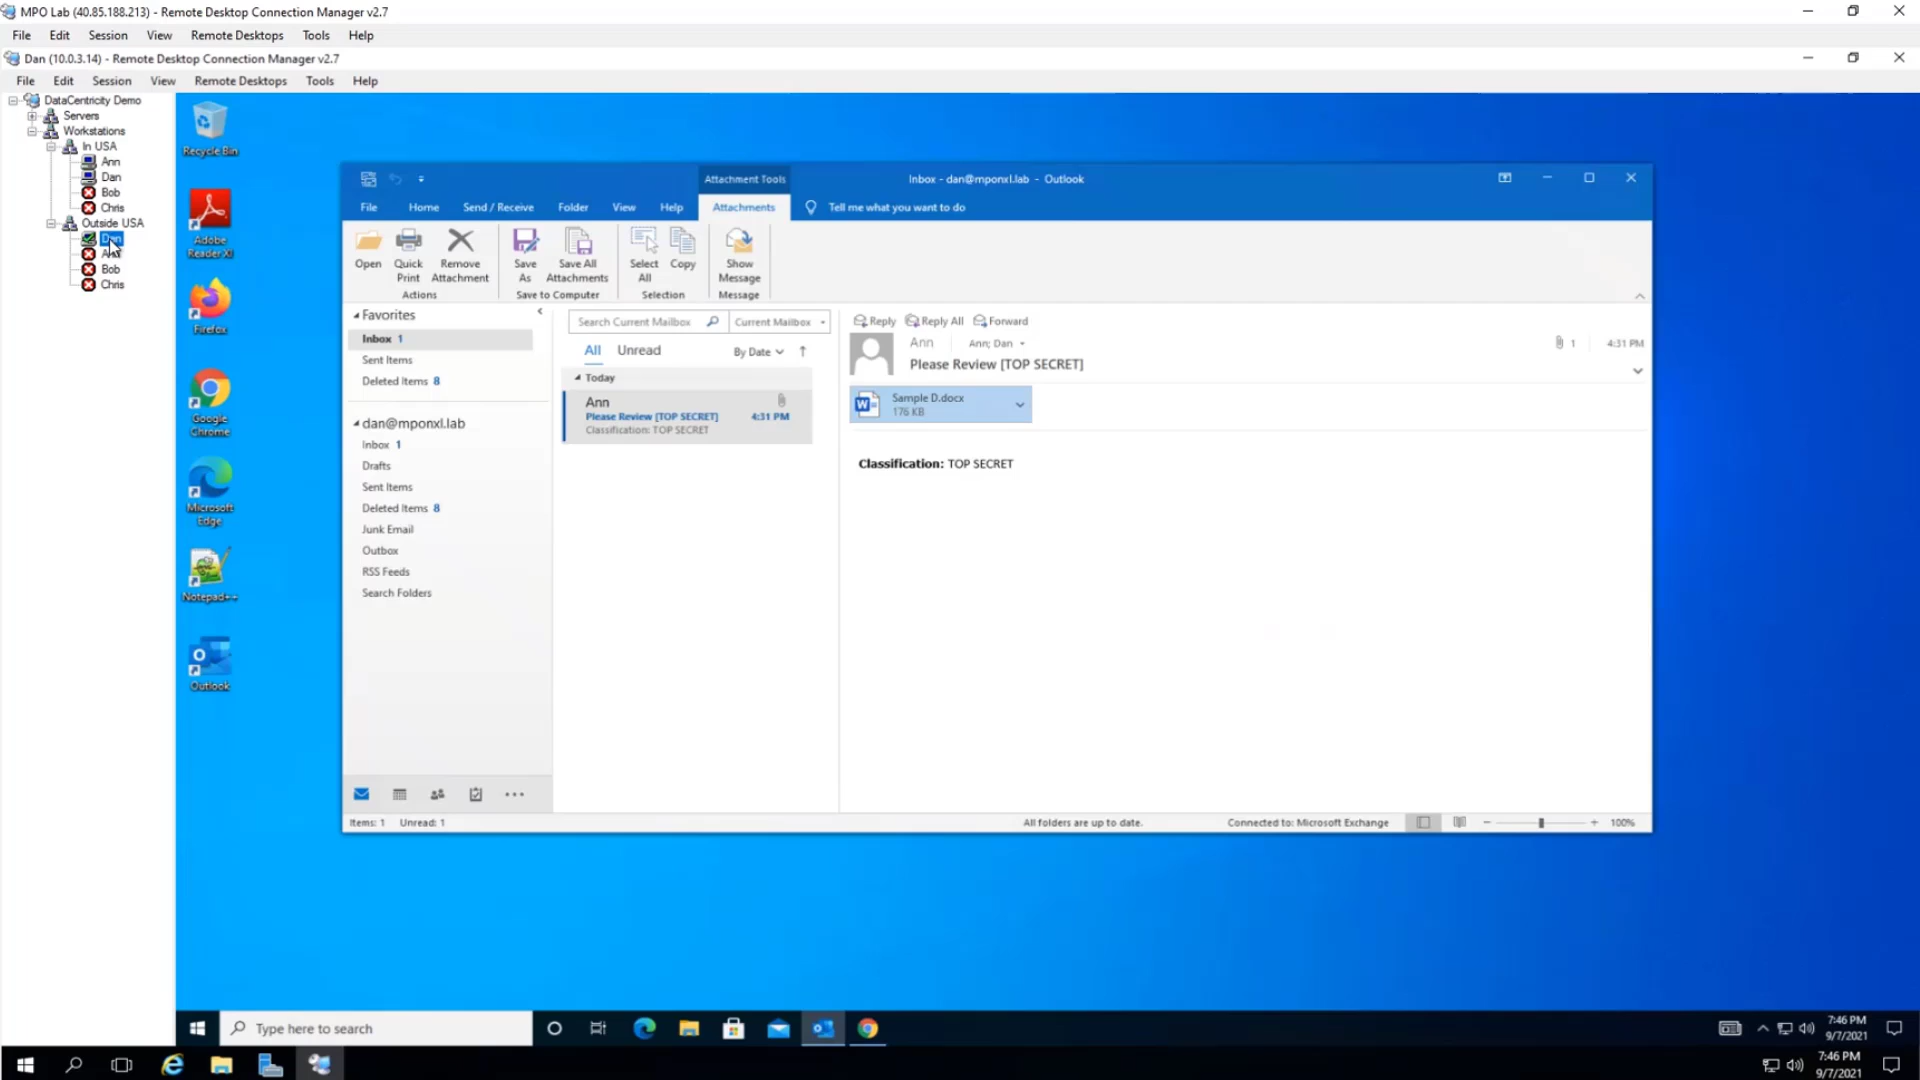 MPO Lab (40.85.188.213) - Remote Desktop Connection Manager v2.7
File Edit Session View Remote Desktops Tools Help
Dan (10.0.3.14) - Remote Desktop Connection Manager v2.7
File Edit Session View Remote Desktops Tools Help
DataCentricity Demo
Servers
Workstations
In USA
Ann
Dan
Bob
Chris
Outside USA
Dan
Bob
Chris
Recycle Bin
Adobe
Reader XI
Firefox
Google
Chrome
Microsoft
Edge
Notepad++
Outlook
Attachment Tools
Inbox - dan@mponxl.lab - Outlook
File Home Send / Receive Folder View Help Attachments Tell me what you want to do
Open
Quick
Print
Remove
Attachment
Save
As
Save All
Attachments
Select
All
Copy
Show
Message
Actions
Save to Computer
Selection
Message
Favorites
Inbox 1
Sent Items
Deleted Items 8
dan@mponxl.lab
Inbox 1
Drafts
Sent Items
Deleted Items 8
Junk Email
Outbox
RSS Feeds
Search Folders
Search Current Mailbox
Current Mailbox
All Unread
By Date
Today
Ann
Please Review [TOP SECRET] 4:31 PM
Classification: TOP SECRET
Reply Reply All Forward
Ann Ann; Dan
1 4:31 PM
Please Review [TOP SECRET]
Sample D.docx
176 KB
Classification: TOP SECRET
Items: 1 Unread: 1
All folders are up to date.
Connected to: Microsoft Exchange
100%
Type here to search
7:46 PM
9/7/2021
7:46 PM
9/7/2021